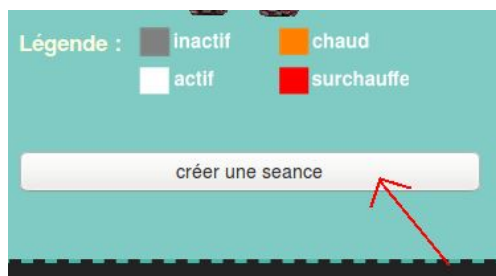 Légende : inactif chaud
actif surchauffe
créer une seance